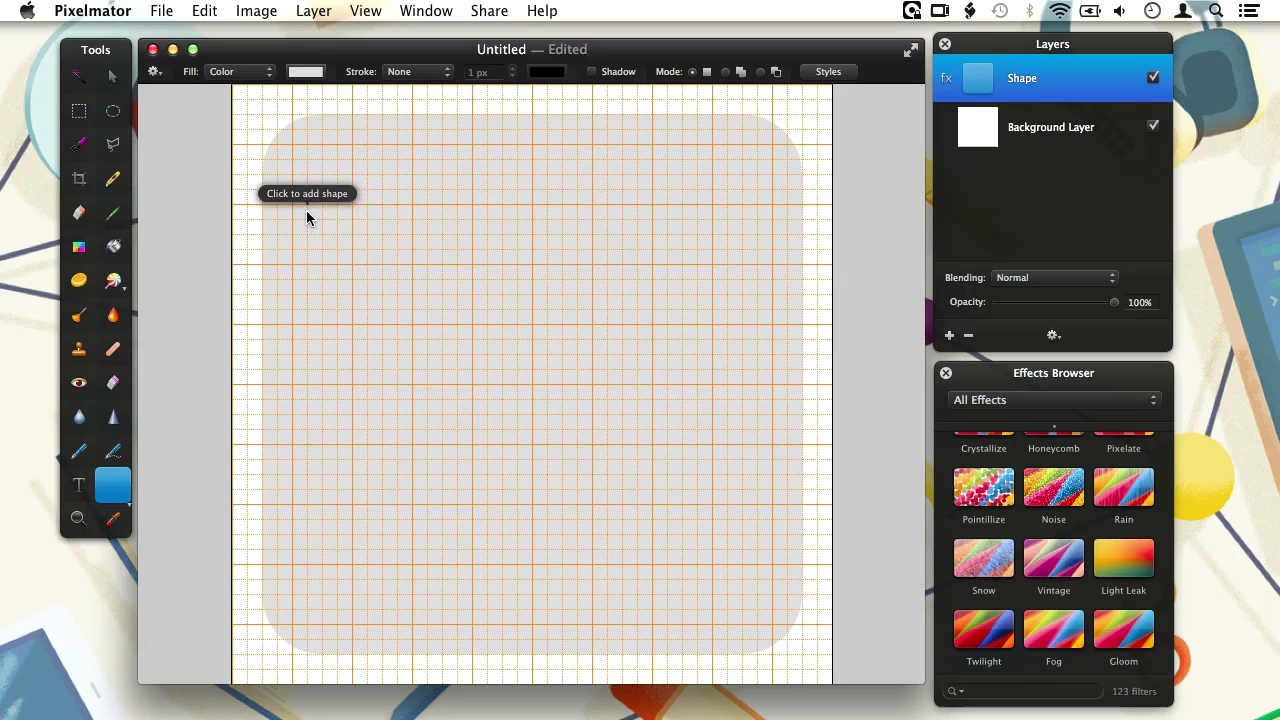 Pixelmator File Edit Image Layer View Window Share Help
Tools
Untitled — Edited
Fill: Color Stroke: None 1 px Shadow Mode: Styles
Click to add shape
T
Layers
fx Shape
Background Layer
Blending: Normal
Opacity: 100%
Effects Browser
All Effects
Crystallize Honeycomb Pixelate
Pointillize Noise Rain
Snow Vintage Light Leak
Twilight Fog Gloom
123 filters